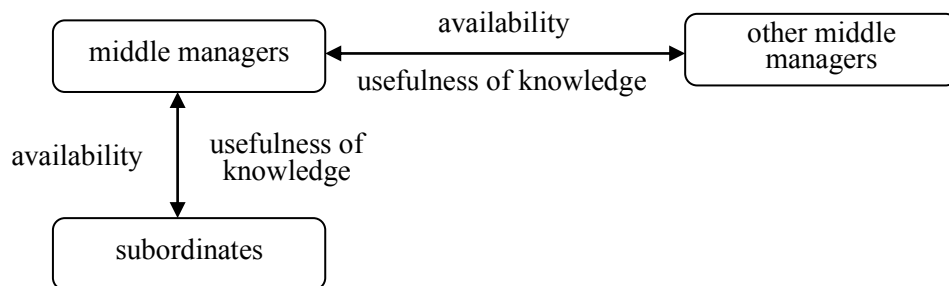 availability
middle managers
other middle
managers
usefulness of knowledge
availability
usefulness of
knowledge
subordinates